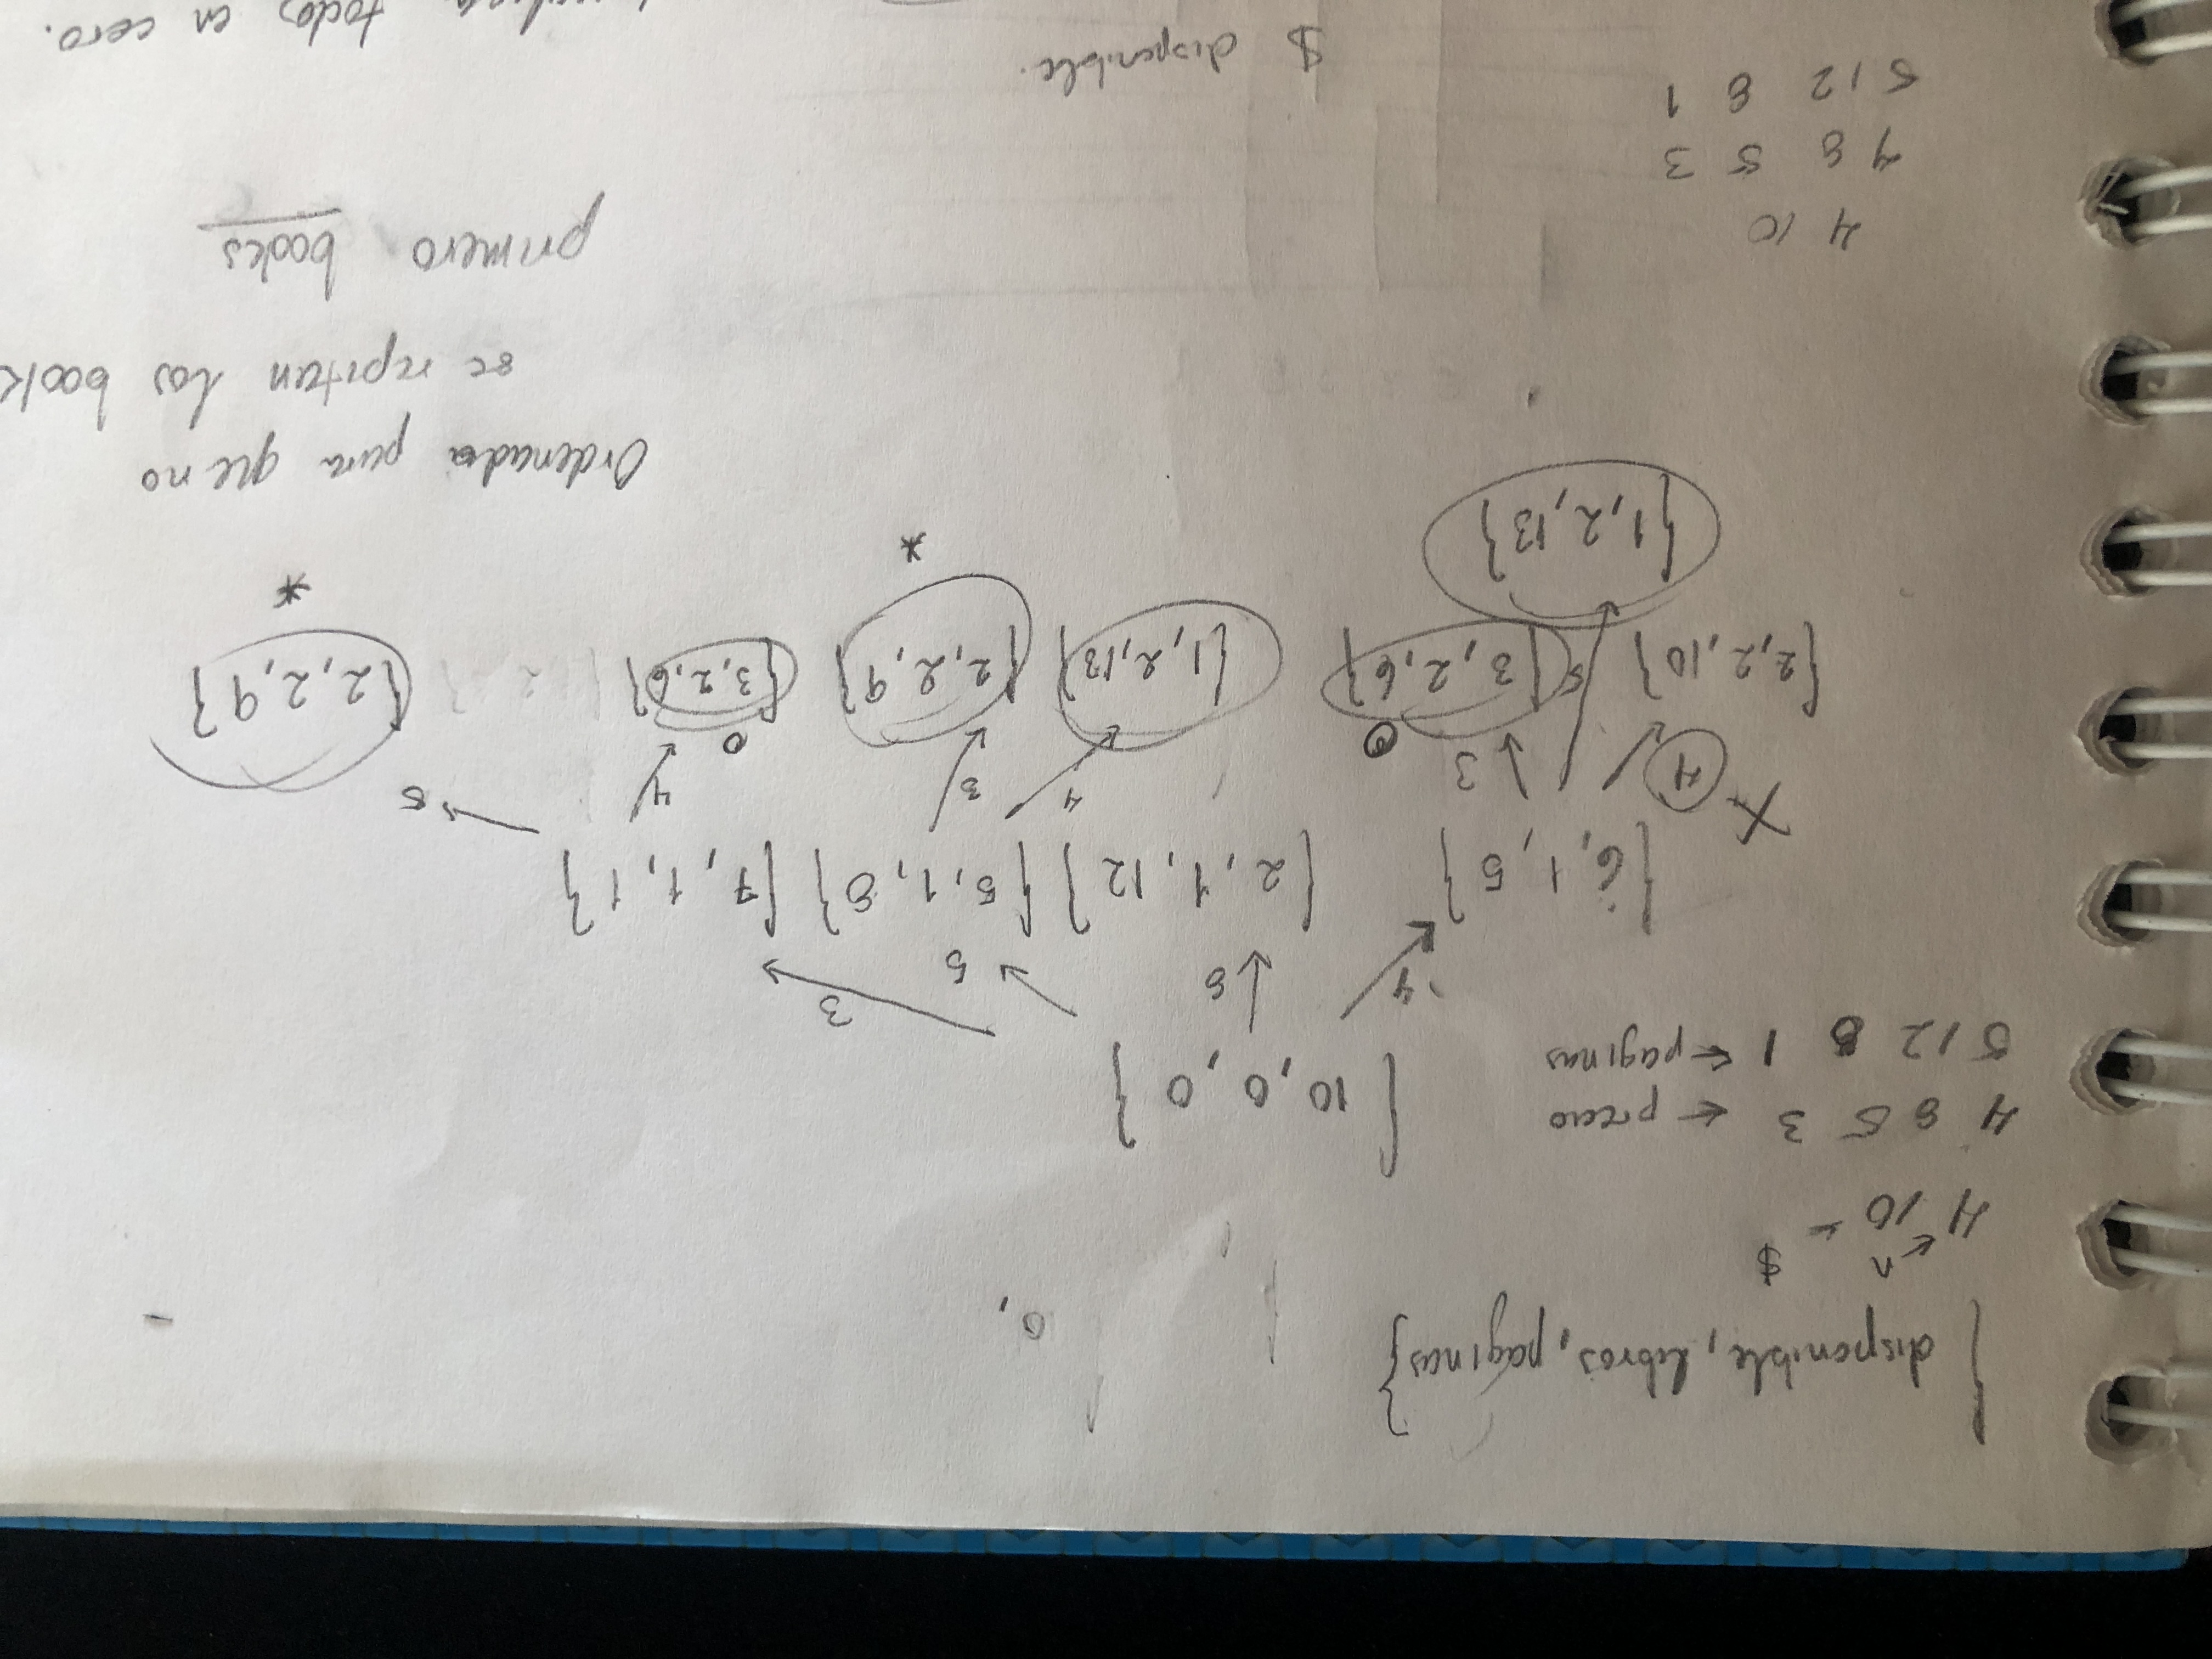 { disponible, libros, páginas }
0,
4 ← n 10 ← $
4 8 5 3 ← precio
5 12 8 1 ← paginas
{ 10, 0, 0 }
4 8 5 3
{ 6, 1, 5 } { 2, 1, 12 } { 5, 1, 8 } { 7, 1, 1 }
X 4 3 4 3 4 5
0 0
{ 2, 2, 10 } 5 { 3, 2, 6 } { 1, 2, 13 } { 2, 2, 9 } { 3, 2, 6 } { 2, 2, 9 }
* *
{ 1, 2, 13 }
Ordenada para que no
se repitan los book
primero books
4 10
4 8 5 3
5 12 8 1
$ disponible.
todos en cero.